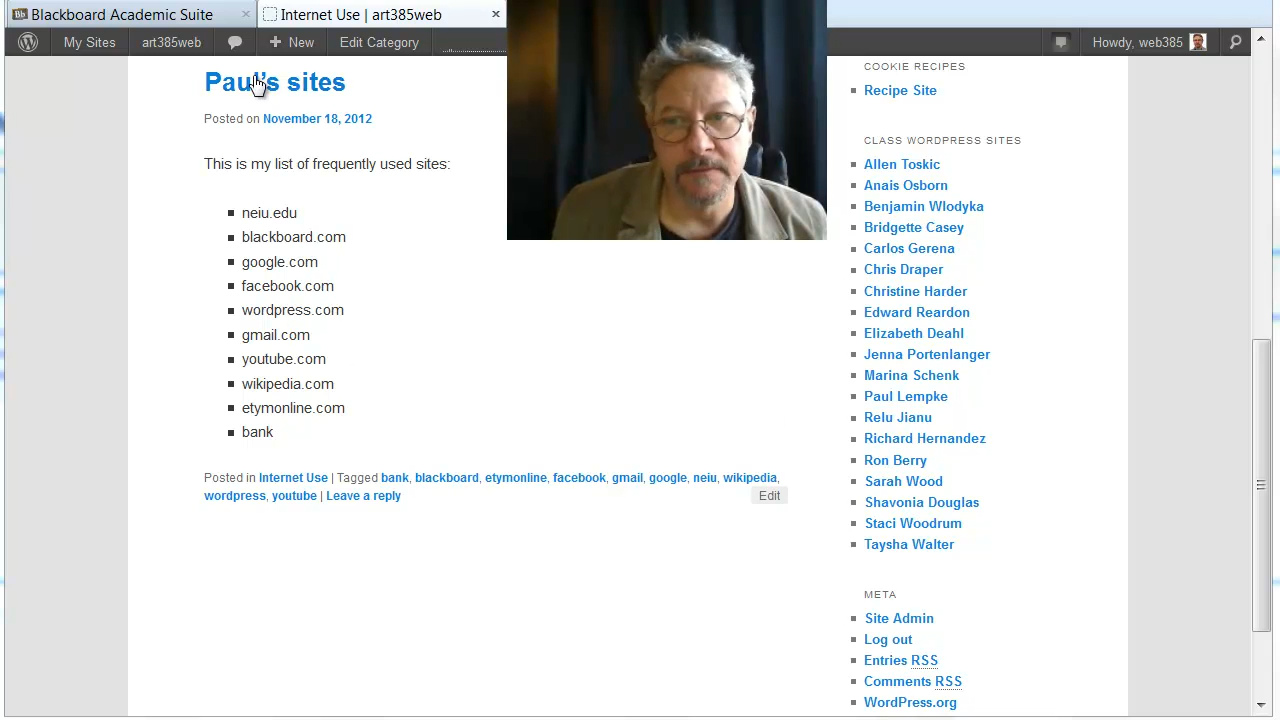 Blackboard Academic Suite
Internet Use | art385web
My Sites
art385web
New
Edit Category
Howdy, web385
Paul's sites
Posted on November 18, 2012
This is my list of frequently used sites:
neiu.edu
blackboard.com
google.com
facebook.com
wordpress.com
gmail.com
youtube.com
wikipedia.com
etymonline.com
bank
Posted in Internet Use | Tagged bank, blackboard, etymonline, facebook, gmail, google, neiu, wikipedia,
wordpress, youtube | Leave a reply
Edit
COOKIE RECIPES
Recipe Site
CLASS WORDPRESS SITES
Allen Toskic
Anais Osborn
Benjamin Wlodyka
Bridgette Casey
Carlos Gerena
Chris Draper
Christine Harder
Edward Reardon
Elizabeth Deahl
Jenna Portenlanger
Marina Schenk
Paul Lempke
Relu Jianu
Richard Hernandez
Ron Berry
Sarah Wood
Shavonia Douglas
Staci Woodrum
Taysha Walter
META
Site Admin
Log out
Entries RSS
Comments RSS
WordPress.org